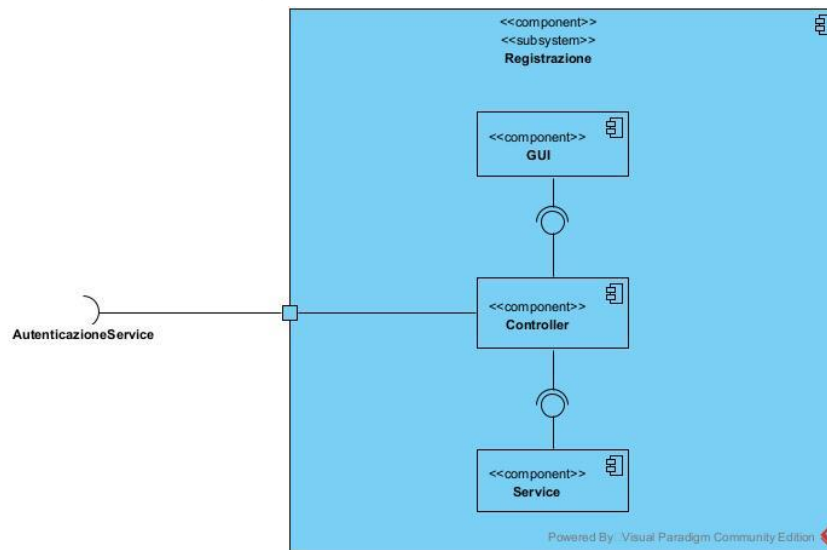 <<component>>
<<subsystem>>
Registrazione
<<component>>
GUI
<<component>>
Controller
AutenticazioneService
<<component>>
Service
Powered By Visual Paradigm Community Edition